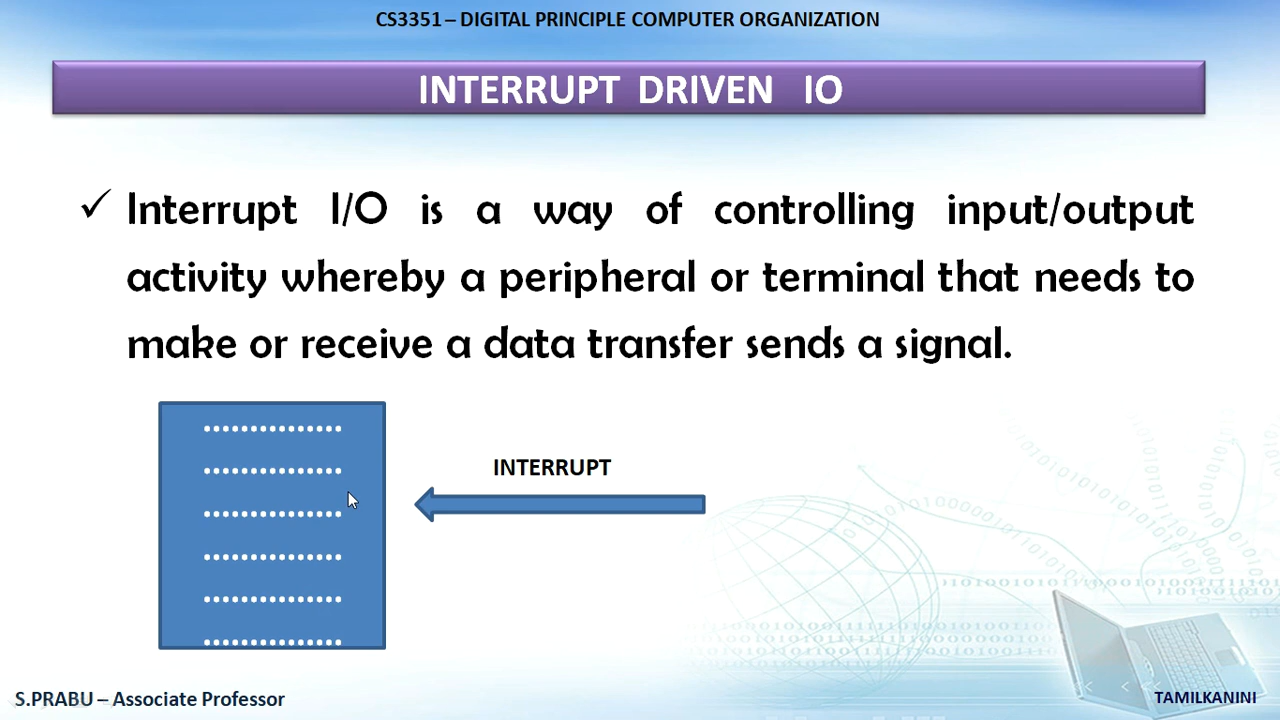 CS3351 – DIGITAL PRINCIPLE COMPUTER ORGANIZATION
INTERRUPT DRIVEN IO
✓ Interrupt I/O is a way of controlling input/output
activity whereby a peripheral or terminal that needs to
make or receive a data transfer sends a signal.
INTERRUPT
S.PRABU – Associate Professor
TAMILKANINI